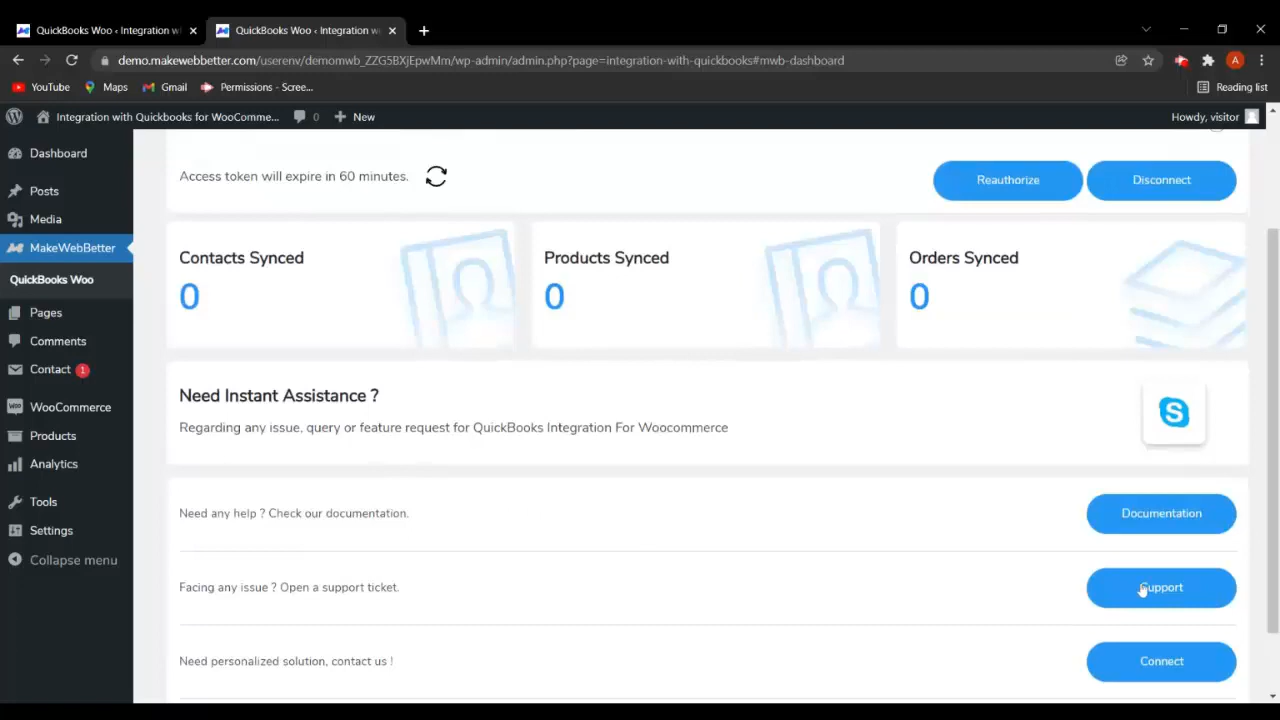 QuickBooks Woo ‹ Integration w
QuickBooks Woo ‹ Integration w
demo.makewebbetter.com/userenv/demomwb_ZZG5BXjEpwMm/wp-admin/admin.php?page=integration-with-quickbooks#mwb-dashboard
A
YouTube
Maps
Gmail
Permissions - Scree...
Reading list
Integration with Quickbooks for WooComme...
0
New
Howdy, visitor
Dashboard
Posts
Media
MakeWebBetter
QuickBooks Woo
Pages
Comments
Contact 1
WooCommerce
Products
Analytics
Tools
Settings
Collapse menu
Access token will expire in 60 minutes.
Reauthorize
Disconnect
Contacts Synced
0
Products Synced
0
Orders Synced
0
Need Instant Assistance ?
Regarding any issue, query or feature request for QuickBooks Integration For Woocommerce
S
Need any help ? Check our documentation.
Documentation
Facing any issue ? Open a support ticket.
Support
Need personalized solution, contact us !
Connect